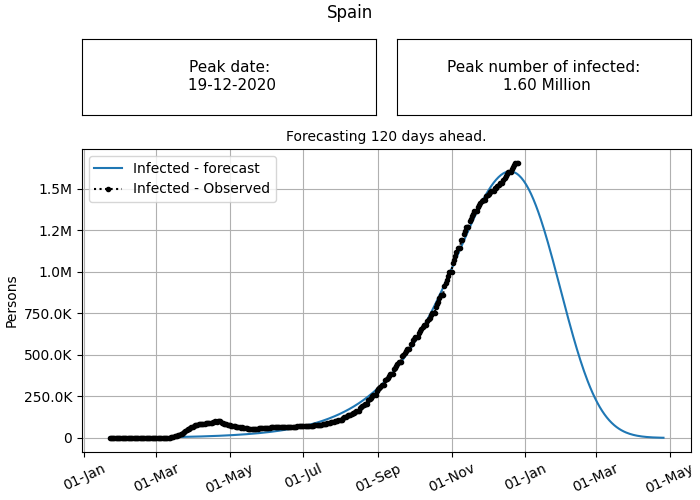 Spain
Peak date:
19-12-2020
Peak number of infected:
1.60 Million
Forecasting 120 days ahead.
Infected - forecast
Infected - Observed
Persons
1.5M
1.2M
1.0M
750.0K
500.0K
250.0K
0
01-Jan
01-Mar
01-May
01-Jul
01-Sep
01-Nov
01-Jan
01-Mar
01-May